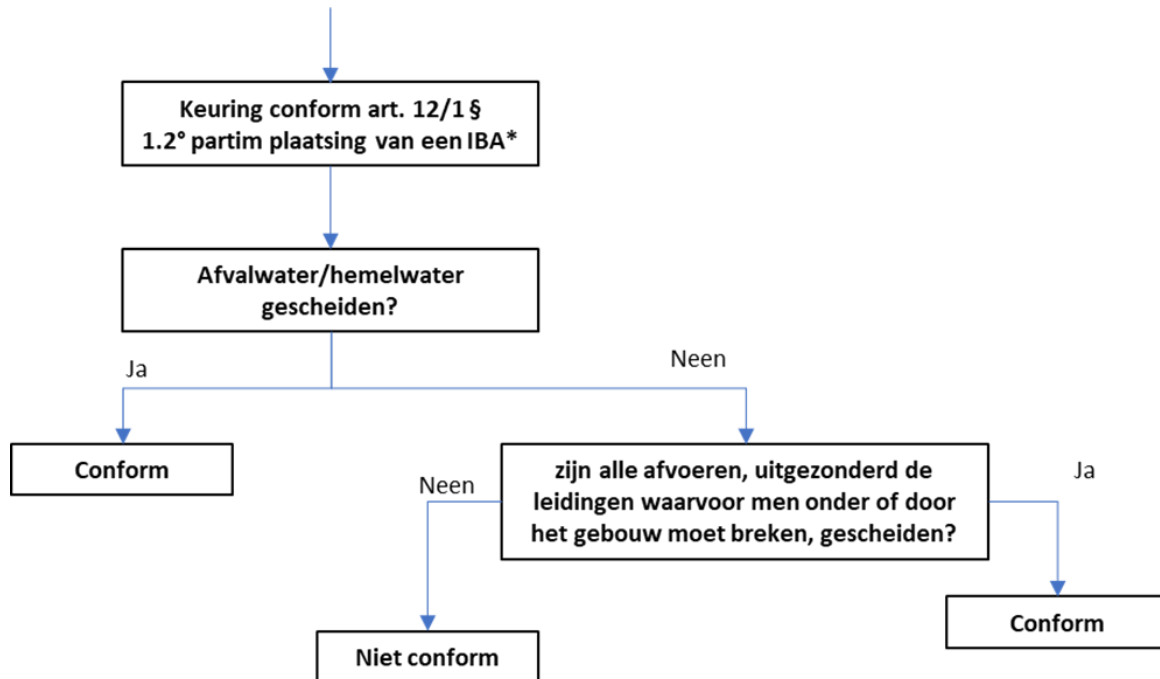 Keuring conform art. 12/1 §
1.2° partim plaatsing van een IBA*
Afvalwater/hemelwater
gescheiden?
Ja
Neen
Conform
zijn alle afvoeren, uitgezonderd de
leidingen waarvoor men onder of door
het gebouw moet breken, gescheiden?
Neen
Ja
Niet conform
Conform